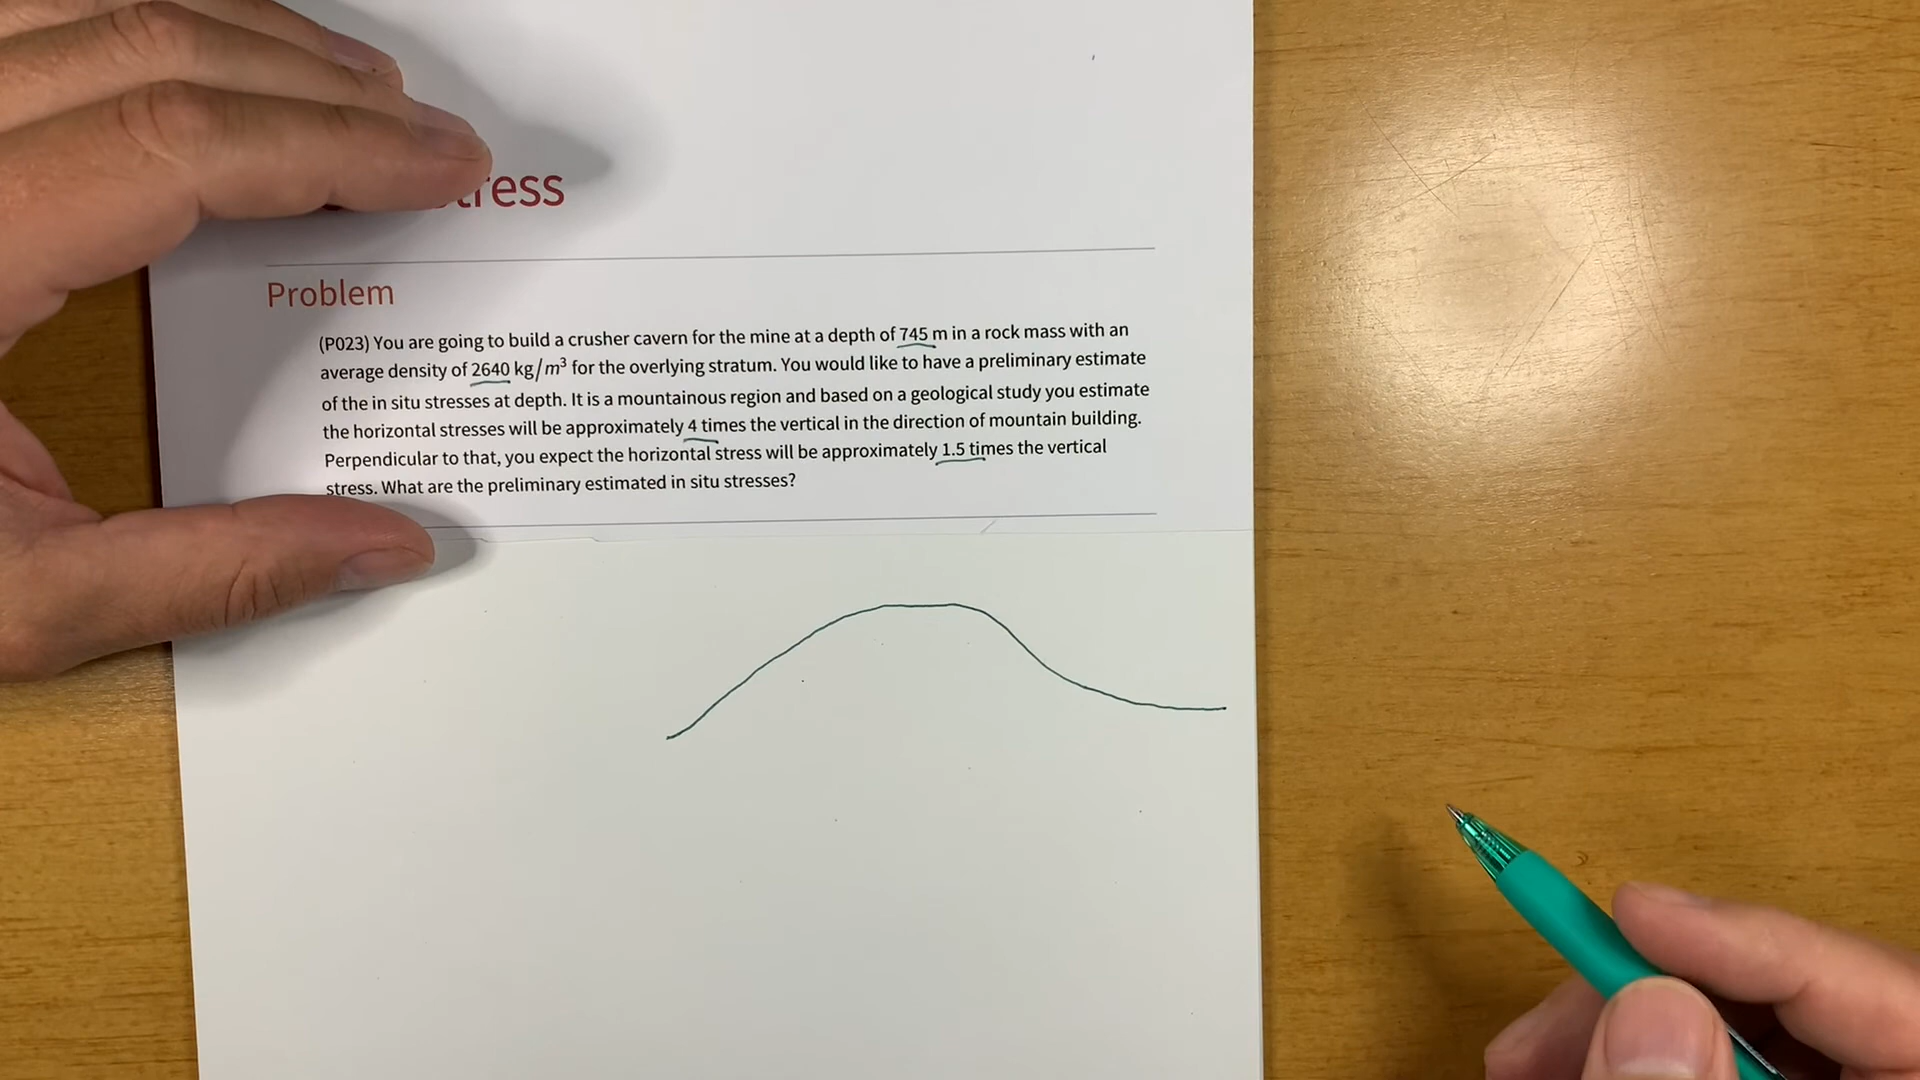 Problem
(P023) You are going to build a crusher cavern for the mine at a depth of 745 m in a rock mass with an
average density of 2640 kg/m³ for the overlying stratum. You would like to have a preliminary estimate
of the in situ stresses at depth. It is a mountainous region and based on a geological study you estimate
the horizontal stresses will be approximately 4 times the vertical in the direction of mountain building.
Perpendicular to that, you expect the horizontal stress will be approximately 1.5 times the vertical
stress. What are the preliminary estimated in situ stresses?